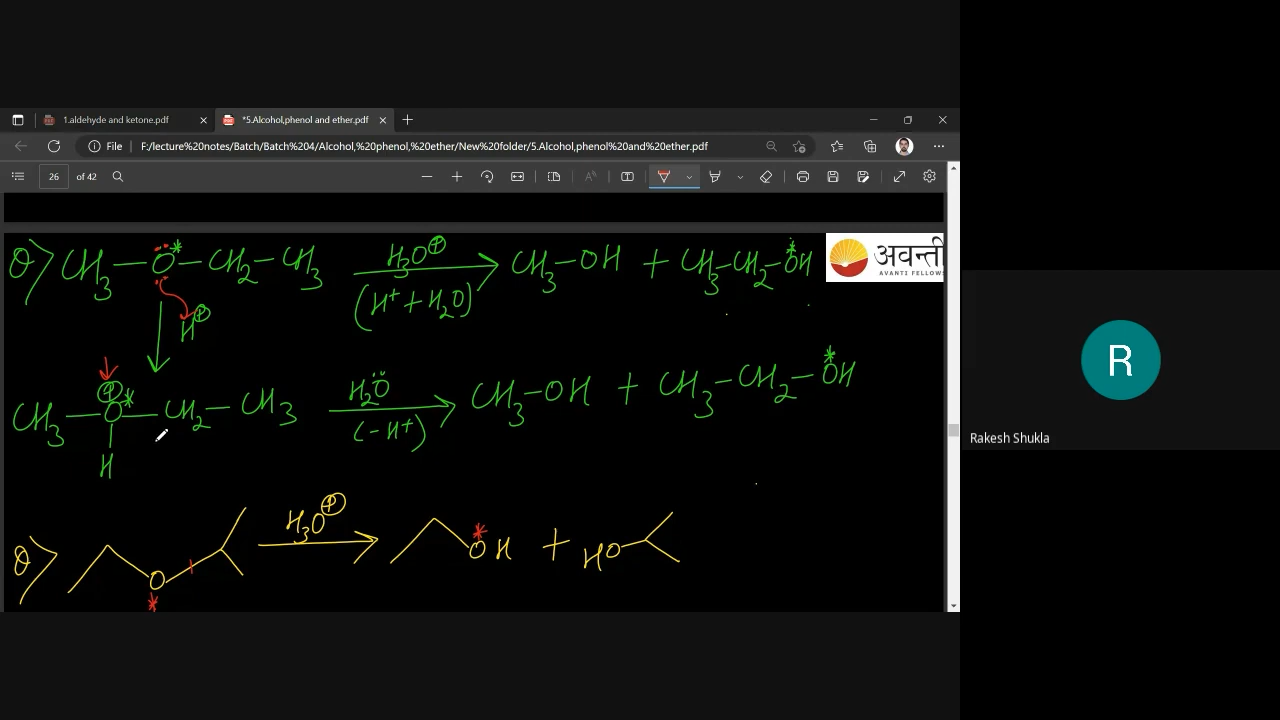 1.aldehyde and ketone.pdf
*5.Alcohol,phenol and ether.pdf
File F:/lecture%20notes/Batch/Batch%204/Alcohol,%20phenol,%20ether/New%20folder/5.Alcohol,phenol%20and%20ether.pdf
26 of 42
Q> CH3—O*—CH2—CH3 H3O⊕ CH3—OH + CH3—CH2—O*H
(H+ + H2O)
H⊕
अवन्ती
AVANTI FELLOWS
CH3—O*⊕—CH2—CH3 H2O (-H+) CH3—OH + CH3—CH2—O*H
H
Q> O* H3O⊕ O*H + HO
R
Rakesh Shukla